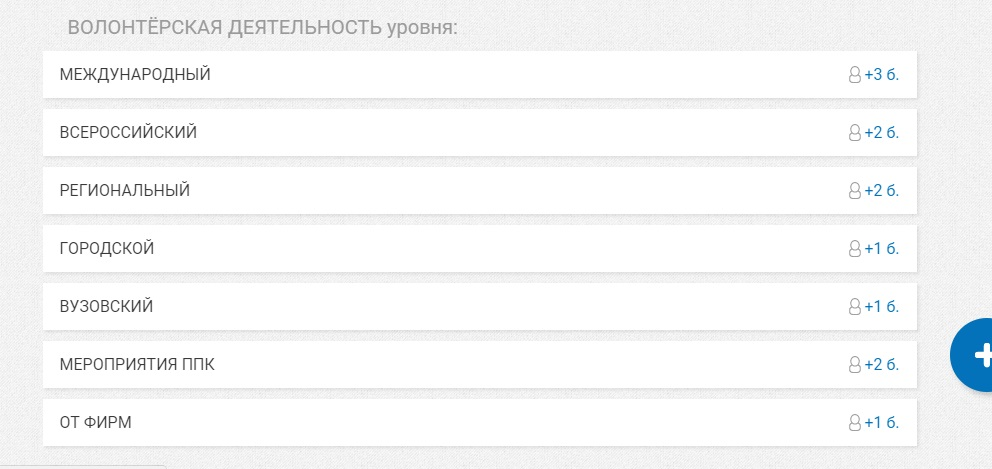 ВОЛОНТЁРСКАЯ ДЕЯТЕЛЬНОСТЬ уровня:
МЕЖДУНАРОДНЫЙ +3 б.
ВСЕРОССИЙСКИЙ +2 б.
РЕГИОНАЛЬНЫЙ +2 б.
ГОРОДСКОЙ +1 б.
ВУЗОВСКИЙ +1 б.
МЕРОПРИЯТИЯ ППК +2 б.
ОТ ФИРМ +1 б.